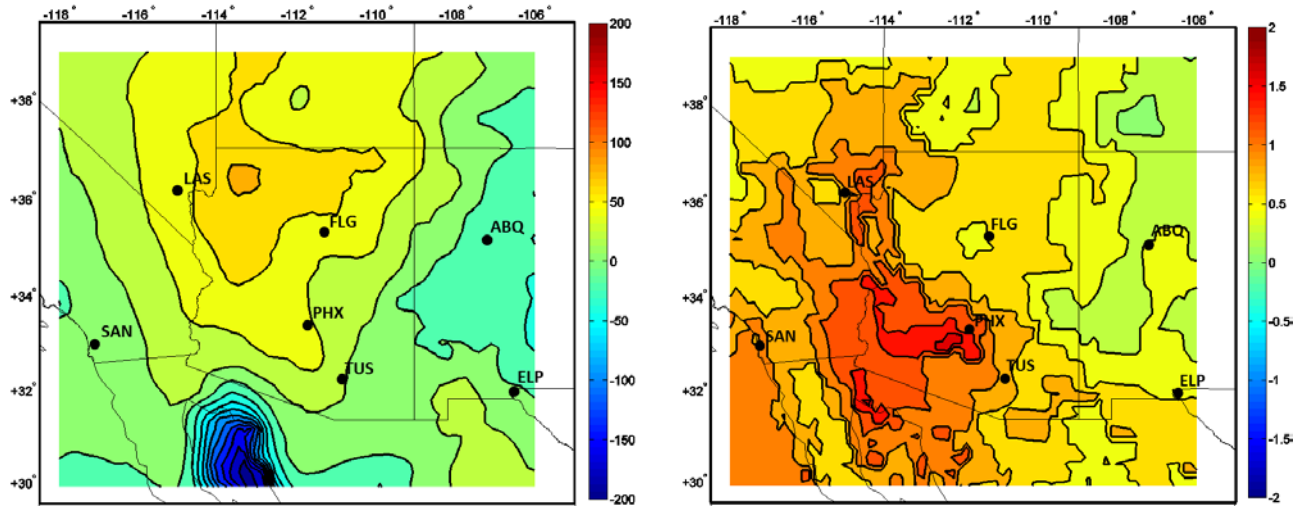 -118° -116° -114° -112° -110° -108° -106°
+38°
+36°
+34°
+32°
+30°
LAS
FLG
ABQ
PHX
SAN
TUS
ELP
200
150
100
50
0
-50
-100
-150
-200
-118° -116° -114° -112° -110° -108° -106°
+38°
+36°
+34°
+32°
+30°
LAS
FLG
ABQ
PHX
SAN
TUS
ELP
2
1.5
1
0.5
0
-0.5
-1
-1.5
-2